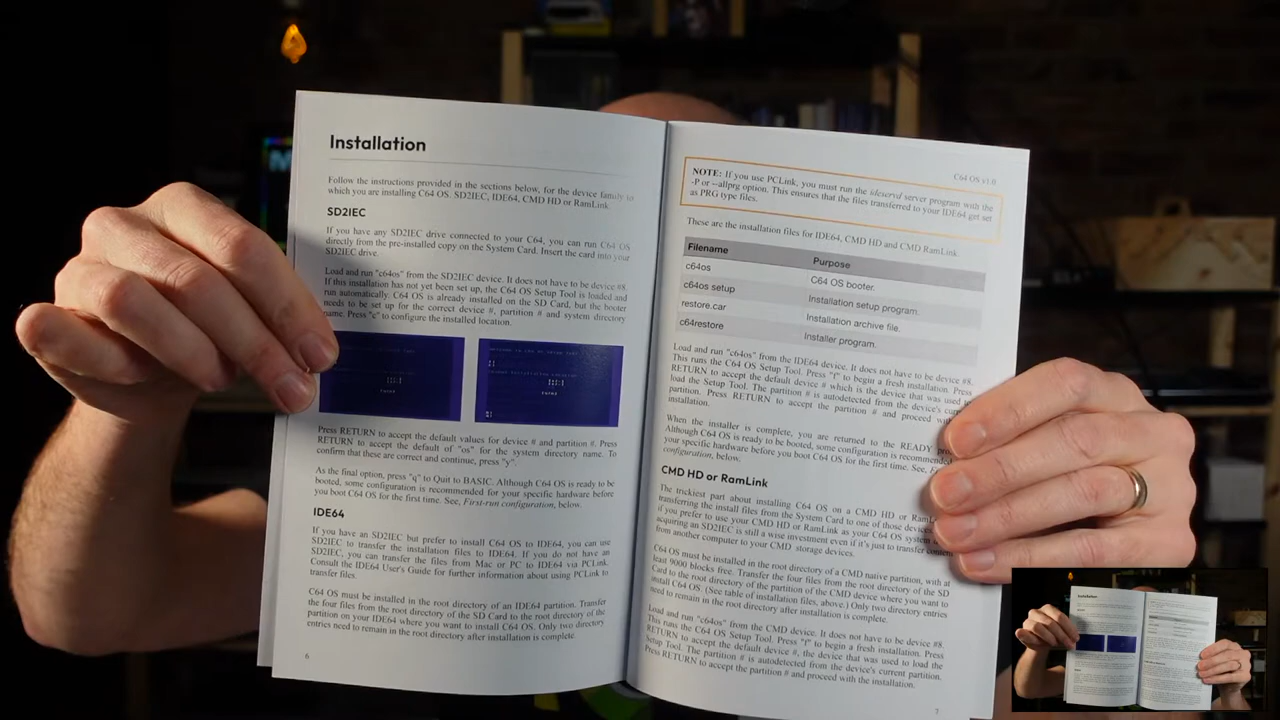 Installation
Follow the instructions provided in the sections below, for the device family to
which you are installing C64 OS. SD2IEC, IDE64, CMD HD or RamLink.
SD2IEC
If you have any SD2IEC drive connected to your C64, you can run C64 OS
directly from the pre-installed copy on the System Card. Insert the card into your
SD2IEC drive.
Load and run "c64os" from the SD2IEC device. It does not have to be device #8.
If this installation has not yet been set up, the C64 OS Setup Tool is loaded and
run automatically. C64 OS is already installed on the SD Card, but the booter
needs to be set up for the correct device #, partition # and system directory
name. Press "c" to configure the installed location.
Press RETURN to accept the default values for device # and partition #. Press
RETURN to accept the default of "os" for the system directory name. To
confirm that these are correct and continue, press "y".
As the final option, press "q" to Quit to BASIC. Although C64 OS is ready to be
booted, some configuration is recommended for your specific hardware before
you boot C64 OS for the first time. See, First-run configuration, below.
IDE64
If you have an SD2IEC but prefer to install C64 OS to IDE64, you can use
SD2IEC to transfer the installation files to IDE64. If you do not have an
SD2IEC, you can transfer the files from Mac or PC to IDE64 via PCLink.
Consult the IDE64 User's Guide for further information about using PCLink to
transfer files.
C64 OS must be installed in the root directory of an IDE64 partition. Transfer
the four files from the root directory of the SD Card to the root directory of the
partition on your IDE64 where you want to install C64 OS. Only two directory
entries need to remain in the root directory after installation is complete.
6
C64 OS v1.0
NOTE: If you use PCLink, you must run the ideservd server program with the
-P or --allprg option. This ensures that the files transferred to your IDE64 get set
as PRG type files.
These are the installation files for IDE64, CMD HD and CMD RamLink.
Filename Purpose
c64os C64 OS booter.
c64os setup Installation setup program.
restore.car Installation archive file.
c64restore Installer program.
Load and run "c64os" from the IDE64 device. It does not have to be device #8.
This runs the C64 OS Setup Tool. Press "f" to begin a fresh installation. Press
RETURN to accept the default device # which is the device that was used to
load the Setup Tool. The partition # is autodetected from the device's current
partition. Press RETURN to accept the partition # and proceed with
installation.
When the installer is complete, you are returned to the READY
Although C64 OS is ready to be booted, some configuration is recommended
your specific hardware before you boot C64 OS for the first time. See,
configuration, below.
CMD HD or RamLink
The trickiest part about installing C64 OS on a CMD HD or
transferring the install files from the System Card to one of those devices.
if you prefer to use your CMD HD or RamLink as your C64 OS system
acquiring an SD2IEC is still a wise investment even if it's just to transfer
from another computer to your CMD storage devices.
C64 OS must be installed in the root directory of a CMD native partition, with at
least 9000 blocks free. Transfer the four files from the root directory of the SD
Card to the root directory of the partition of the CMD device where you want to
install C64 OS. (See table of installation files, above.) Only two directory entries
need to remain in the root directory after installation is complete.
Load and run "c64os" from the CMD device. It does not have to be device #8.
This runs the C64 OS Setup Tool. Press "f" to begin a fresh installation. Press
RETURN to accept the default device #, the device that was used to load the
Setup Tool. The partition # is autodetected from the device's current partition.
Press RETURN to accept the partition # and proceed with the installation.
7